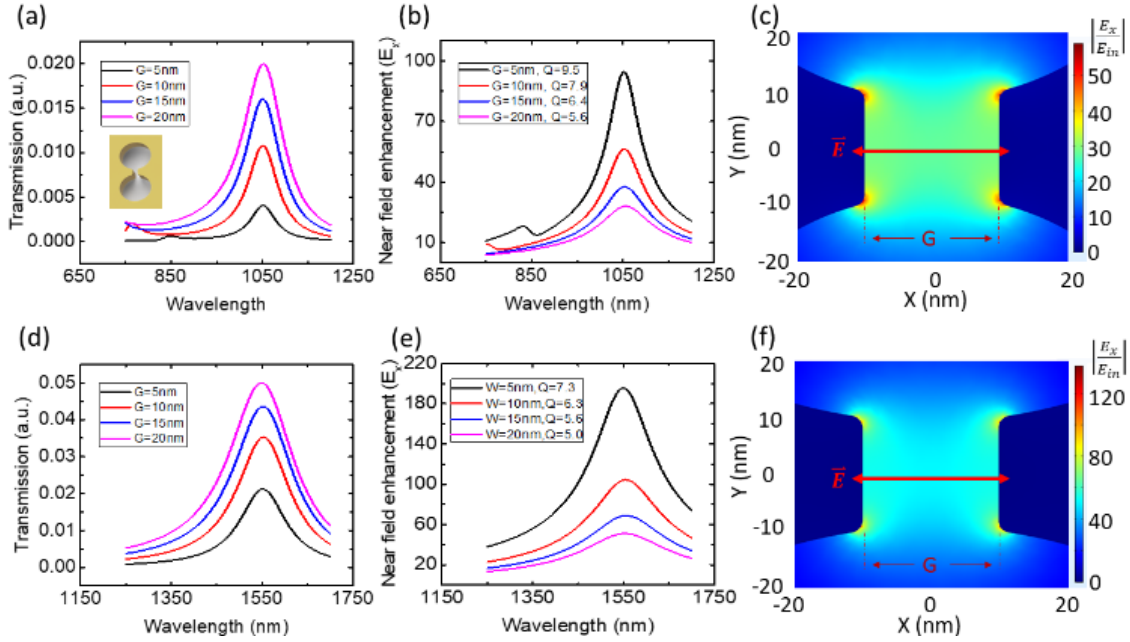 (a)
Transmission (a.u.)
0.020
0.015
0.010
0.005
0.000
G=5nm
G=10nm
G=15nm
G=20nm
650
850
1050
1250
Wavelength
(b)
Near field enhancement (Eₓ)
100
70
40
10
G=5nm, Q=9.5
G=10nm, Q=7.9
G=15nm, Q=6.4
G=20nm, Q=5.6
650
850
1050
1250
Wavelength (nm)
(c)
Y (nm)
20
10
0
-10
-20
E
G
-20
0
20
X (nm)
|Eₓ/Eᵢₙ|
50
40
30
20
10
0
(d)
Transmission (a.u.)
0.05
0.04
0.03
0.02
0.01
0.00
G=5nm
G=10nm
G=15nm
G=20nm
1150
1350
1550
1750
Wavelength (nm)
(e)
Near field enhancement (Eₓ)
220
180
140
100
60
20
W=5nm,Q=7.3
W=10nm,Q=6.3
W=15nm,Q=5.6
W=20nm,Q=5.0
1150
1350
1550
1750
Wavelength (nm)
(f)
Y (nm)
20
10
0
-10
-20
E
G
-20
0
20
X (nm)
|Eₓ/Eᵢₙ|
120
80
40
0